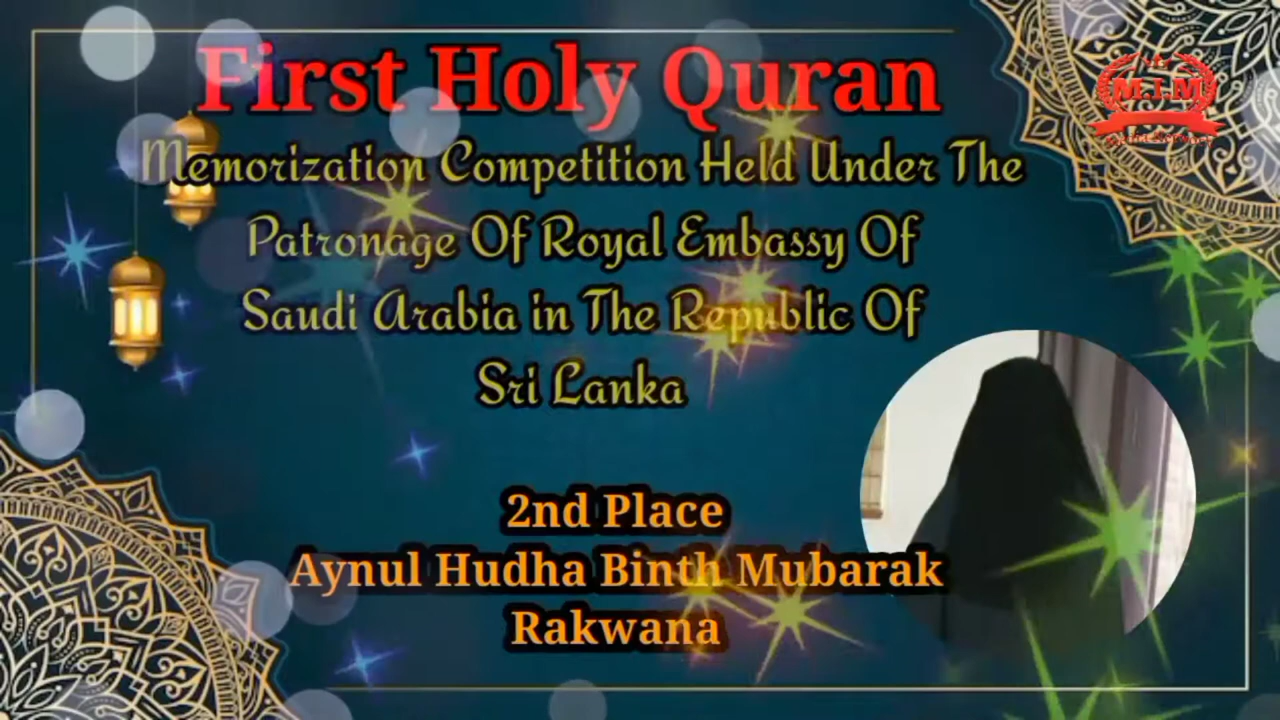 First Holy Quran
Memorization Competition Held Under The
Patronage Of Royal Embassy Of
Saudi Arabia in The Republic Of
Sri Lanka
2nd Place
Aynul Hudha Binth Mubarak
Rakwana
M.I.M